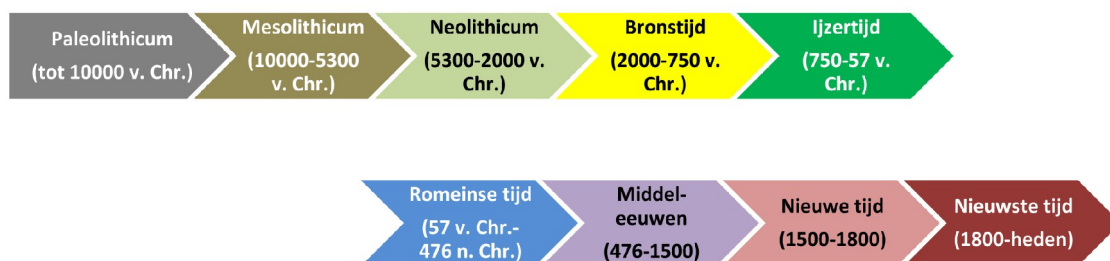 Paleolithicum
(tot 10000 v. Chr.)
Mesolithicum
(10000-5300
v. Chr.)
Neolithicum
(5300-2000 v.
Chr.)
Bronstijd
(2000-750 v.
Chr.)
Ijzertijd
(750-57 v.
Chr.)
Romeinse tijd
(57 v. Chr.-
476 n. Chr.)
Middel-
eeuwen
(476-1500)
Nieuwe tijd
(1500-1800)
Nieuwste tijd
(1800-heden)